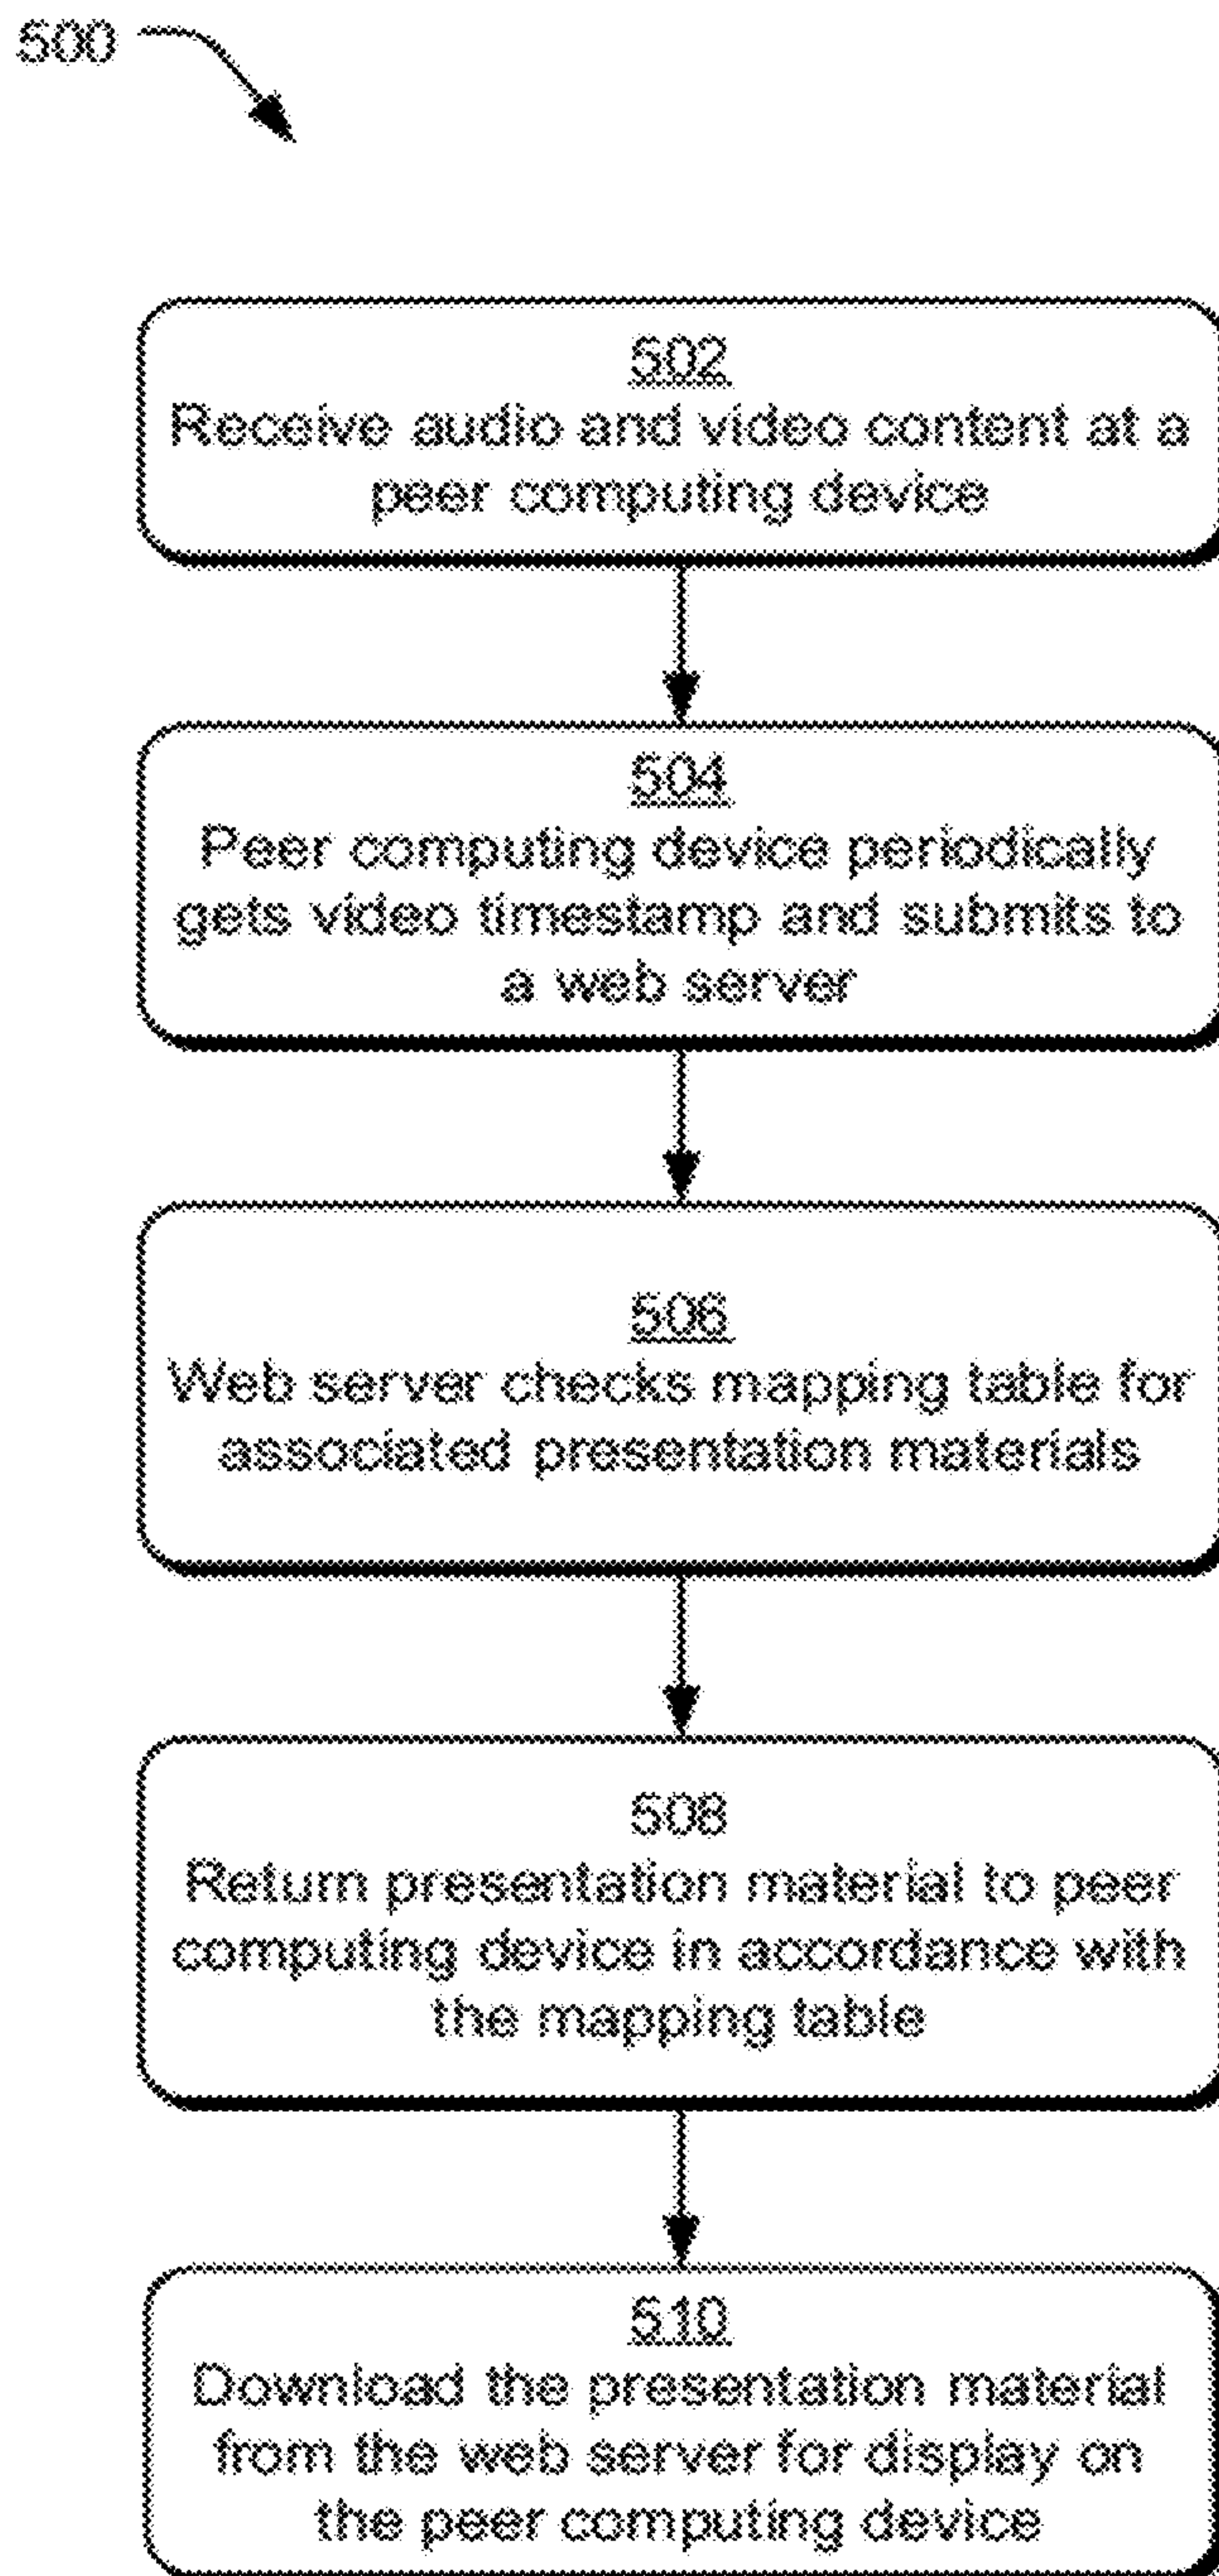 500
502
Receive audio and video content at a
peer computing device
504
Peer computing device periodically
gets video timestamp and submits to
a web server
506
Web server checks mapping table for
associated presentation materials
508
Return presentation material to peer
computing device in accordance with
the mapping table
510
Download the presentation material
from the web server for display on
the peer computing device